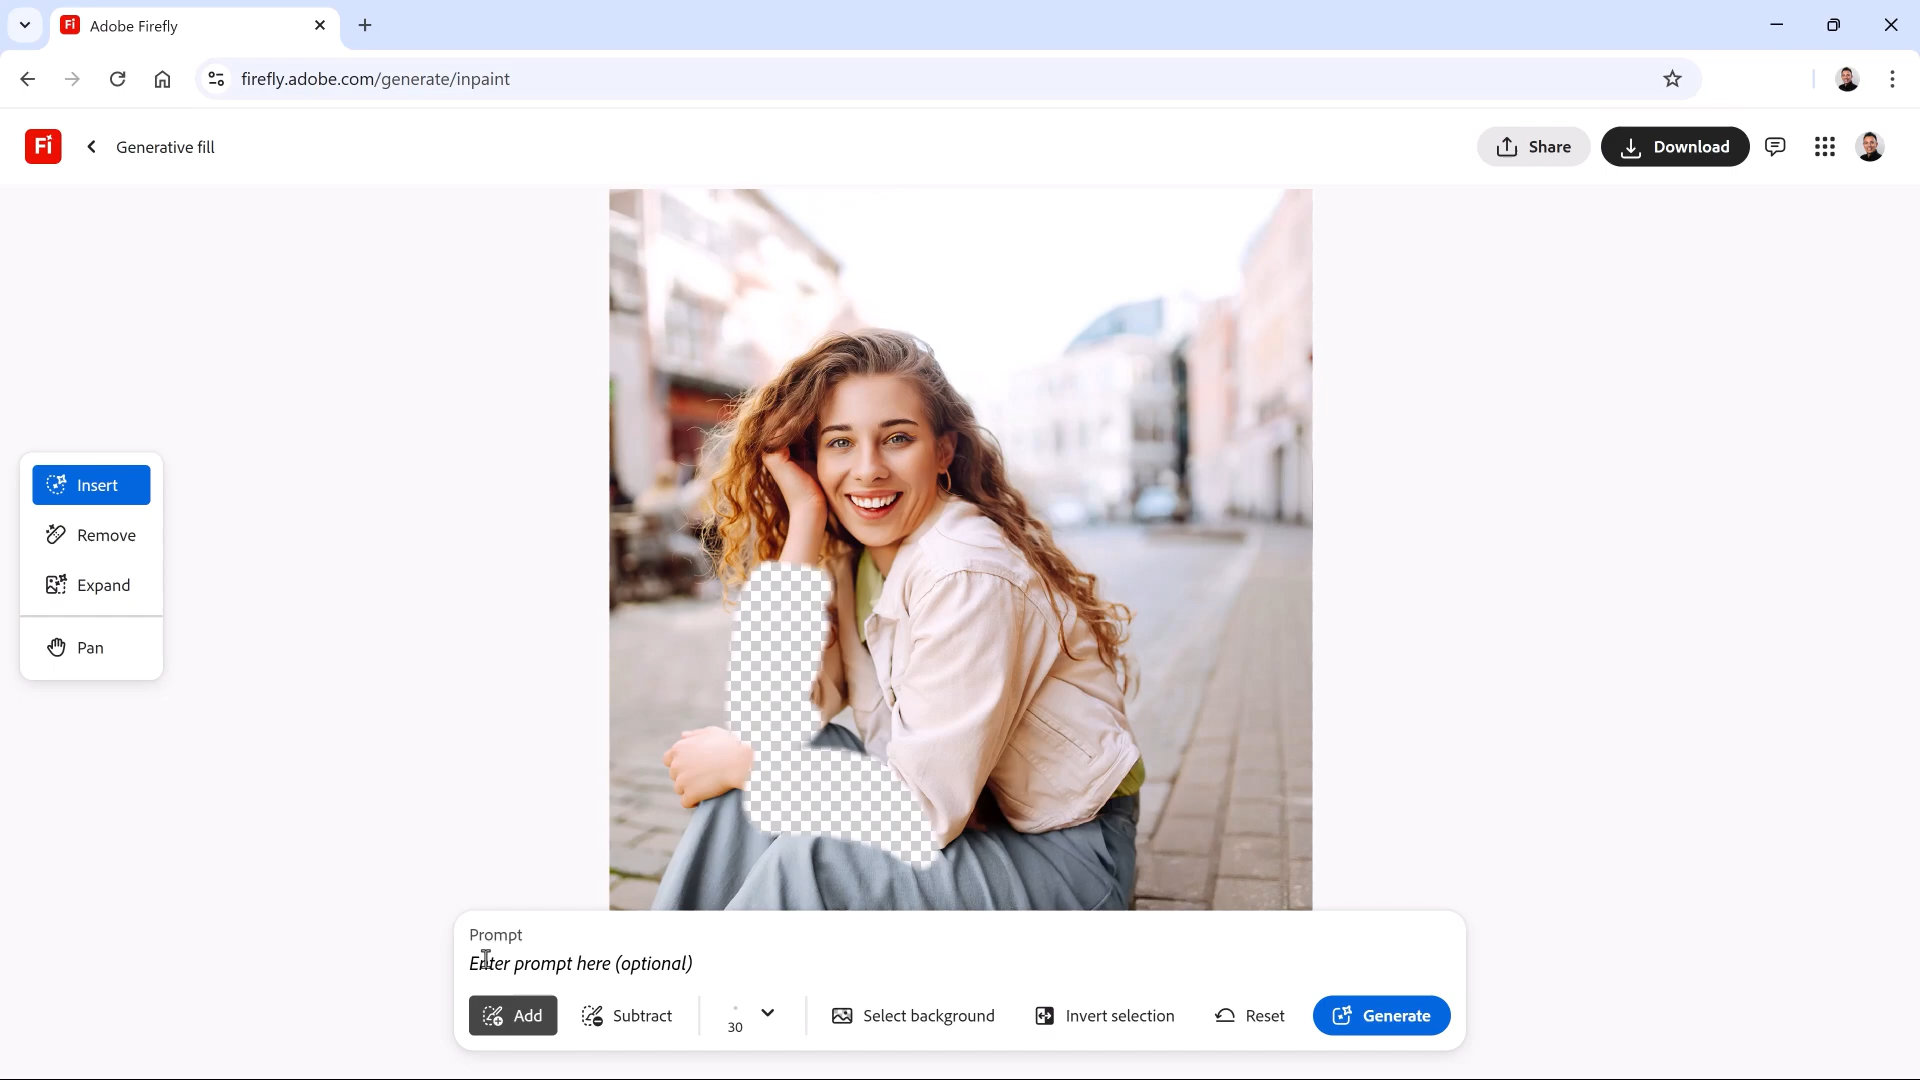 Fi Adobe Firefly
firefly.adobe.com/generate/inpaint
Fi Generative fill Share Download
Insert
Remove
Expand
Pan
Prompt
Enter prompt here (optional)
Add Subtract 30 Select background Invert selection Reset Generate